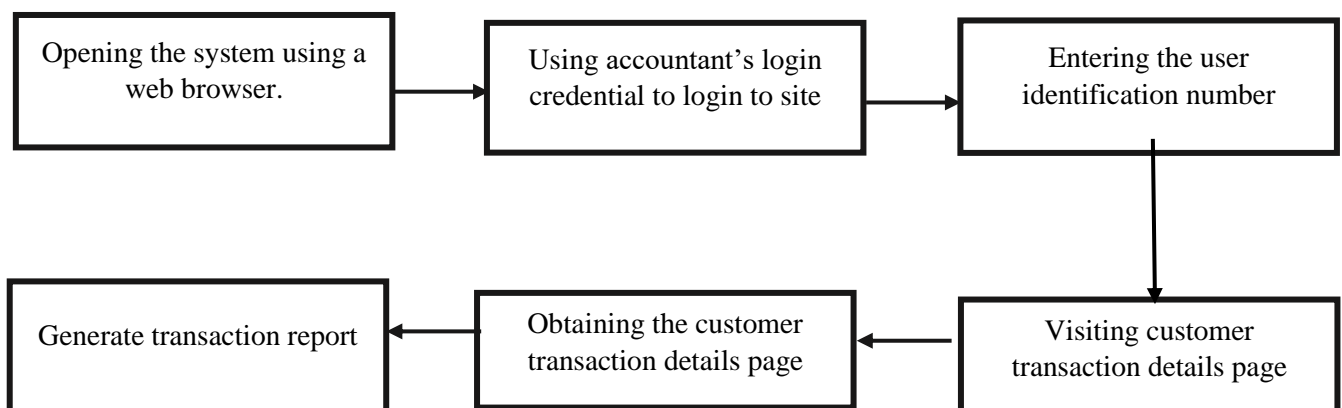 Opening the system using a
web browser.
Using accountant’s login
credential to login to site
Entering the user
identification number
Visiting customer
transaction details page
Obtaining the customer
transaction details page
Generate transaction report